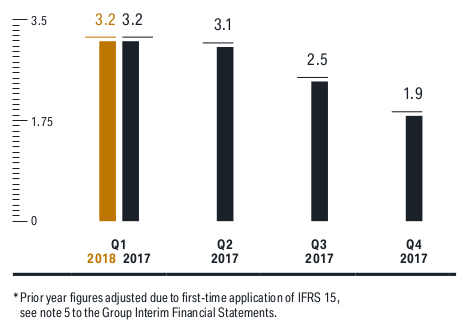 3.5
3.2 3.2
3.1
2.5
1.9
1.75
0
Q1 Q2 Q3 Q4
2018 2017 2017 2017 2017
* Prior year figures adjusted due to first-time application of IFRS 15,
see note 5 to the Group Interim Financial Statements.